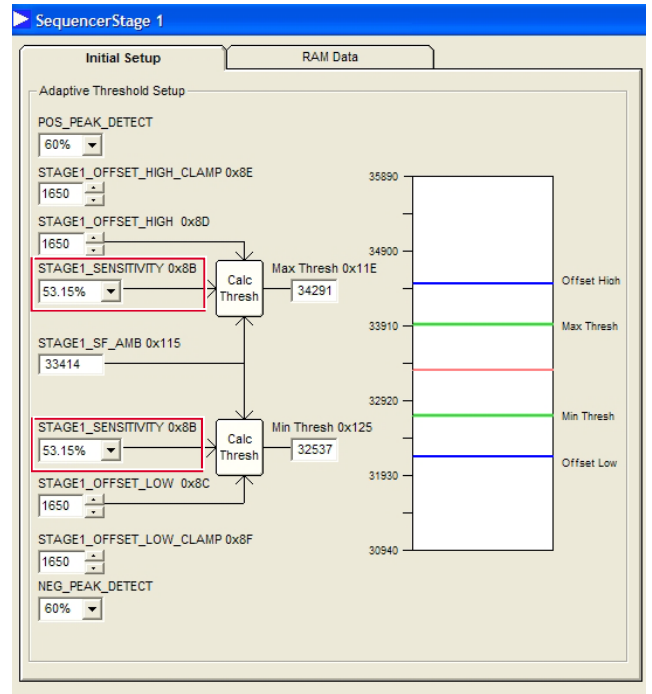 SequencerStage 1
Initial Setup
RAM Data
Adaptive Threshold Setup
POS_PEAK_DETECT
60%
STAGE1_OFFSET_HIGH_CLAMP 0x8E
1650
STAGE1_OFFSET_HIGH 0x8D
1650
STAGE1_SENSITIVITY 0x8B
53.15%
Calc
Thresh
Max Thresh 0x11E
34291
STAGE1_SF_AMB 0x115
33414
STAGE1_SENSITIVITY 0x8B
53.15%
Calc
Thresh
Min Thresh 0x125
32537
STAGE1_OFFSET_LOW 0x8C
1650
STAGE1_OFFSET_LOW_CLAMP 0x8F
1650
NEG_PEAK_DETECT
60%
35890
34900
33910
32920
31930
30940
Offset High
Max Thresh
Min Thresh
Offset Low